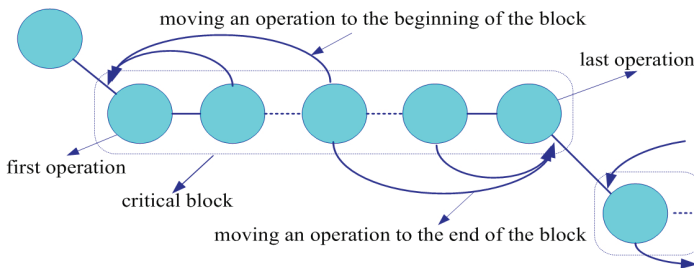 moving an operation to the beginning of the block
last operation
first operation
critical block
moving an operation to the end of the block